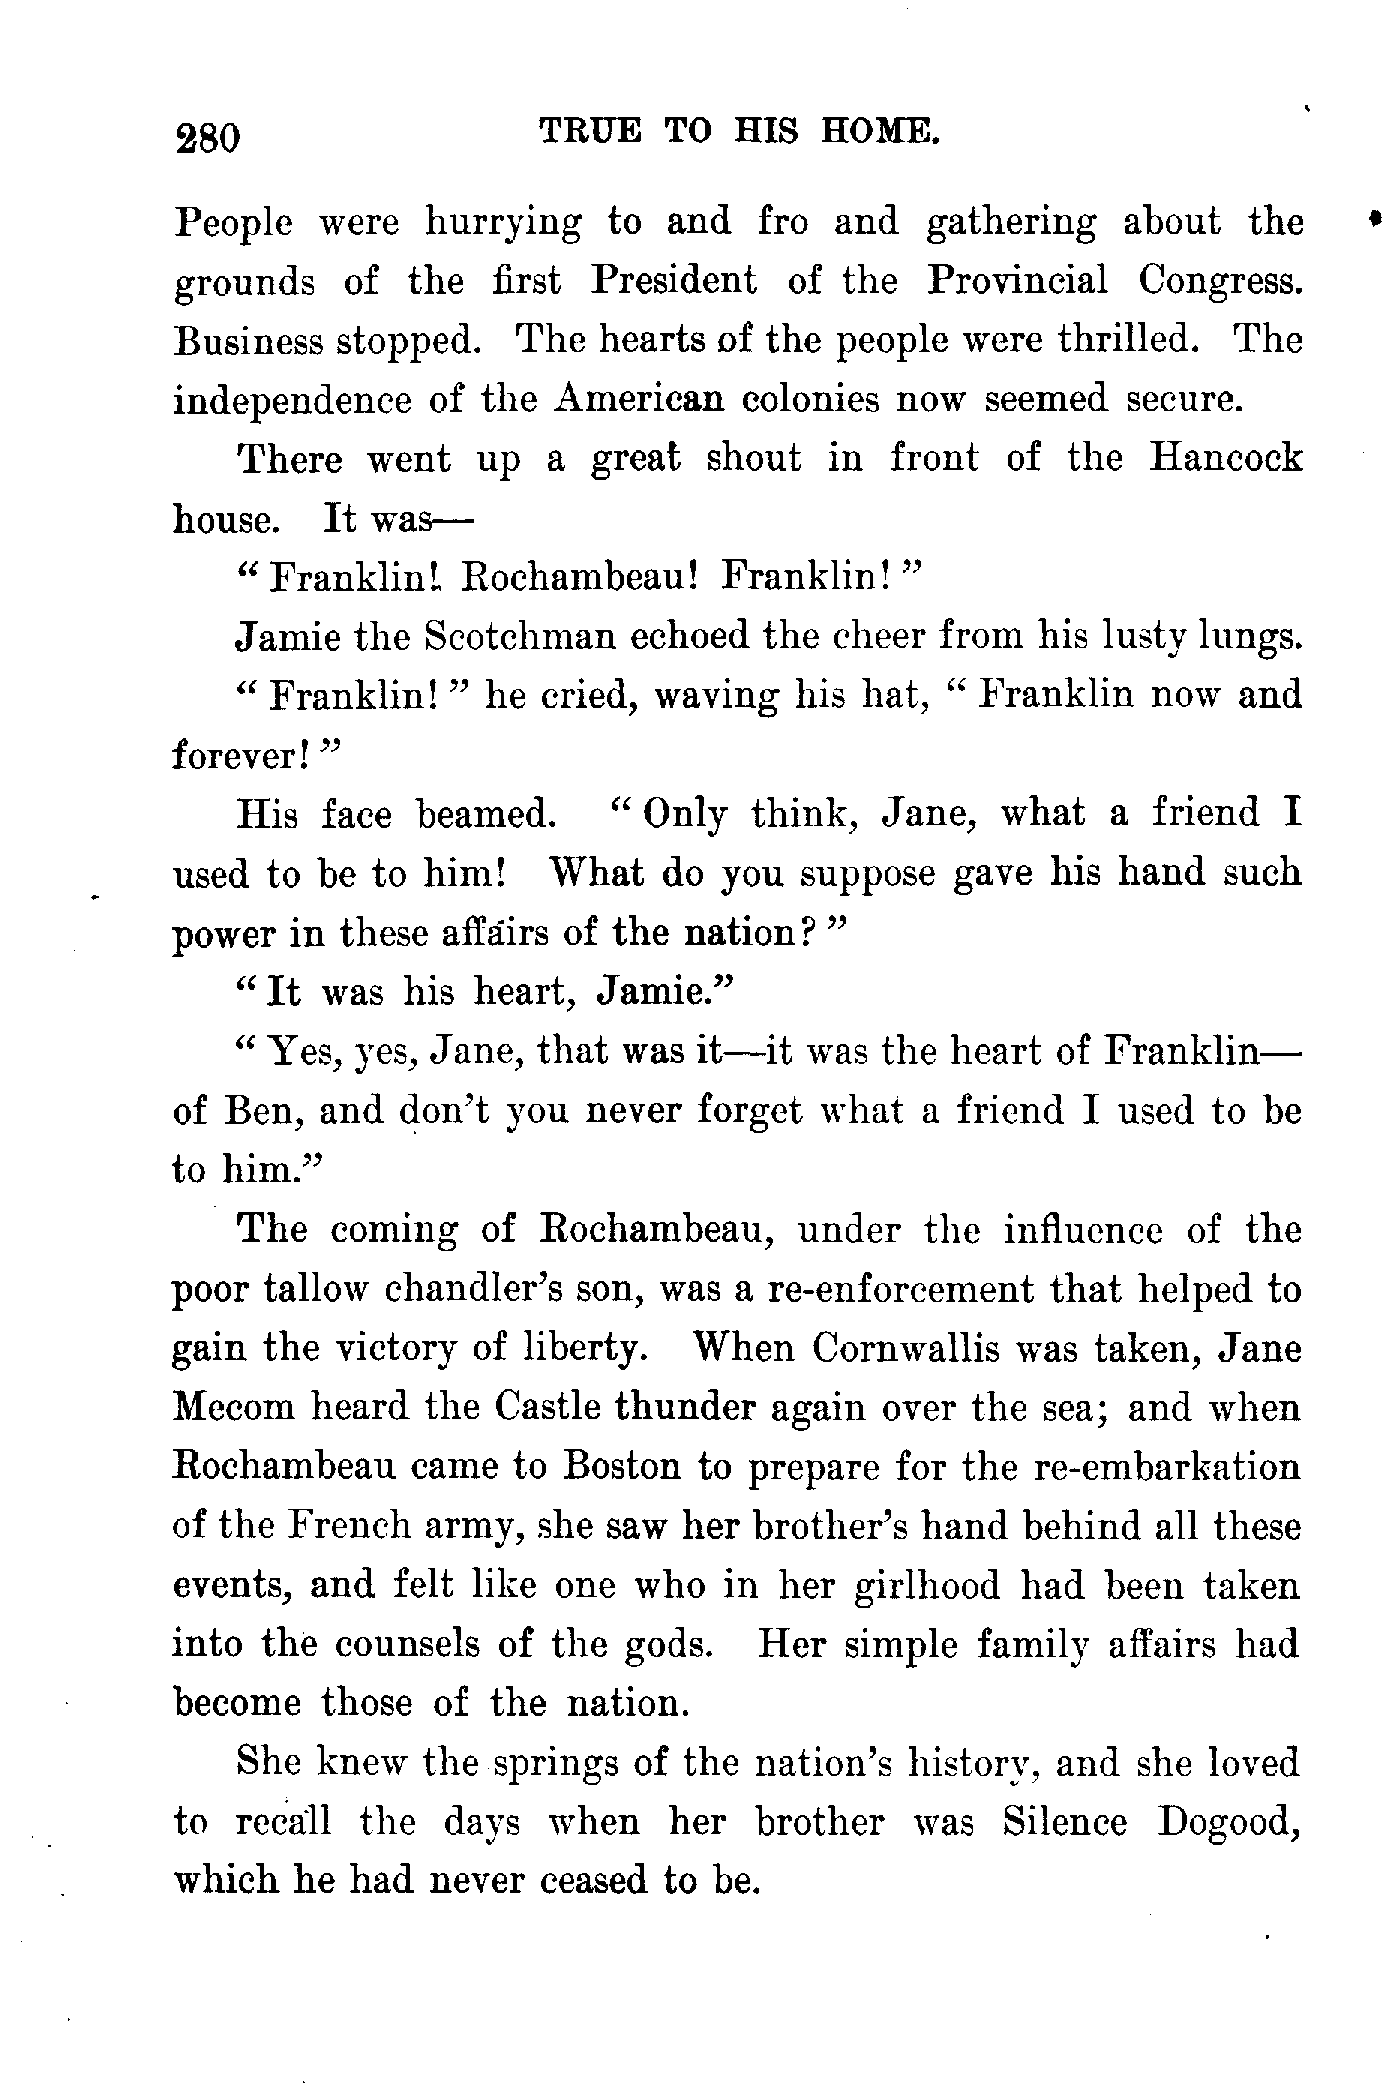 280 TRUE TO HIS HOME.
People were hurrying to and fro and gathering about the
grounds of the first President of the Provincial Congress.
Business stopped. The hearts of the people were thrilled. The
independence of the American colonies now seemed secure.
There went up a great shout in front of the Hancock
house. It was—
“ Franklin! Rochambeau! Franklin! ”
Jamie the Scotchman echoed the cheer from his lusty lungs.
“ Franklin! ” he cried, waving his hat, “ Franklin now and
forever! ”
His face beamed. “ Only think, Jane, what a friend I
used to be to him! What do you suppose gave his hand such
power in these affairs of the nation? ”
“ It was his heart, Jamie.”
“ Yes, yes, Jane, that was it—it was the heart of Franklin—
of Ben, and don’t you never forget what a friend I used to be
to him.”
The coming of Rochambeau, under the influence of the
poor tallow chandler’s son, was a re-enforcement that helped to
gain the victory of liberty. When Cornwallis was taken, Jane
Mecom heard the Castle thunder again over the sea; and when
Rochambeau came to Boston to prepare for the re-embarkation
of the French army, she saw her brother’s hand behind all these
events, and felt like one who in her girlhood had been taken
into the counsels of the gods. Her simple family affairs had
become those of the nation.
She knew the springs of the nation’s history, and she loved
to recall the days when her brother was Silence Dogood,
which he had never ceased to be.